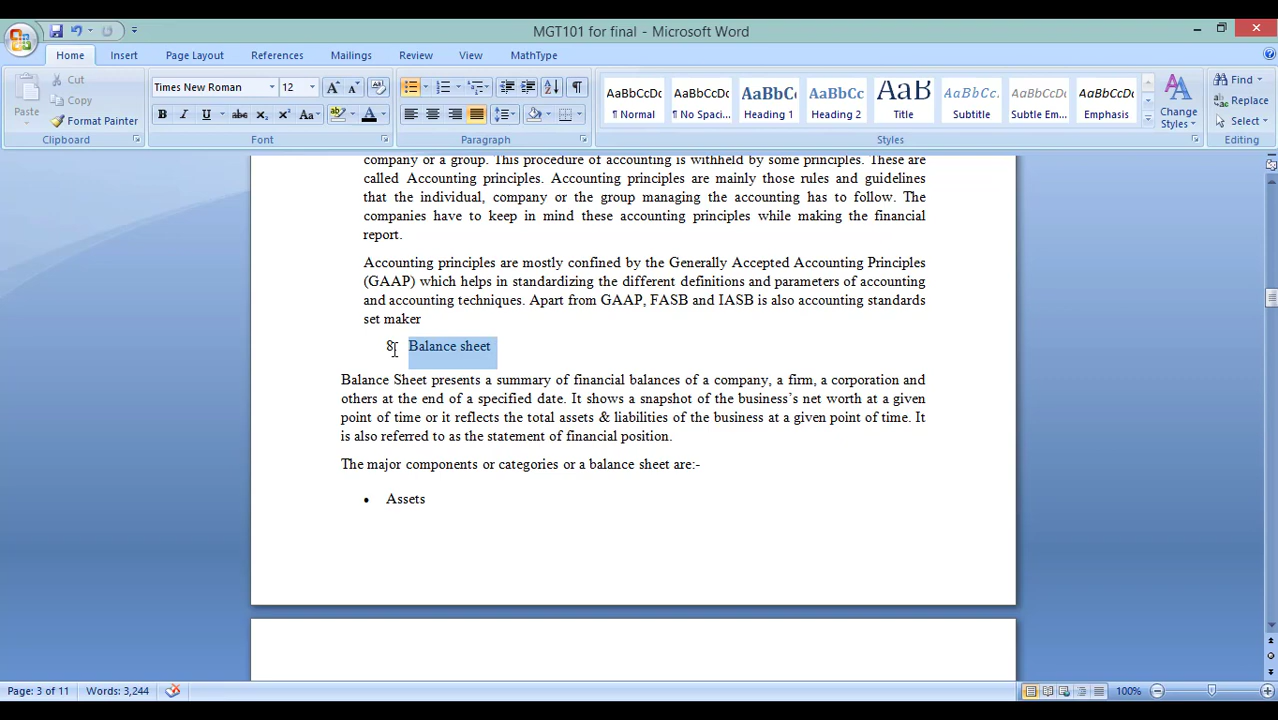 MGT101 for final - Microsoft Word
Home Insert Page Layout References Mailings Review View MathType
Cut
Copy
Format Painter
Paste
Clipboard
Times New Roman 12
Font
Paragraph
AaBbCcDc AaBbCcDc AaBbC AaBbCc AaB AaBbCc. AaBbCcDc AaBbCcDc
¶ Normal ¶ No Spaci... Heading 1 Heading 2 Title Subtitle Subtle Em... Emphasis
Change Styles
Styles
Find
Replace
Select
Editing
company or a group. This procedure of accounting is withheld by some principles. These are
called Accounting principles. Accounting principles are mainly those rules and guidelines
that the individual, company or the group managing the accounting has to follow. The
companies have to keep in mind these accounting principles while making the financial
report.
Accounting principles are mostly confined by the Generally Accepted Accounting Principles
(GAAP) which helps in standardizing the different definitions and parameters of accounting
and accounting techniques. Apart from GAAP, FASB and IASB is also accounting standards
set maker
Balance sheet
Balance Sheet presents a summary of financial balances of a company, a firm, a corporation and
others at the end of a specified date. It shows a snapshot of the business’s net worth at a given
point of time or it reflects the total assets & liabilities of the business at a given point of time. It
is also referred to as the statement of financial position.
The major components or categories or a balance sheet are:-
• Assets
Page: 3 of 11 Words: 3,244 100%